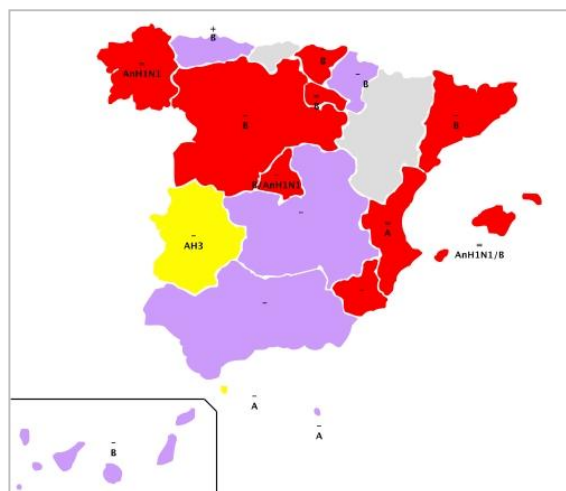 +
B
=
AnH1N1
B
–
B
=
B
–
B
–
B
B/AnH1N1
–
=
A
–
AH3
=
AnH1N1/B
–
–
–
A
–
A
–
B